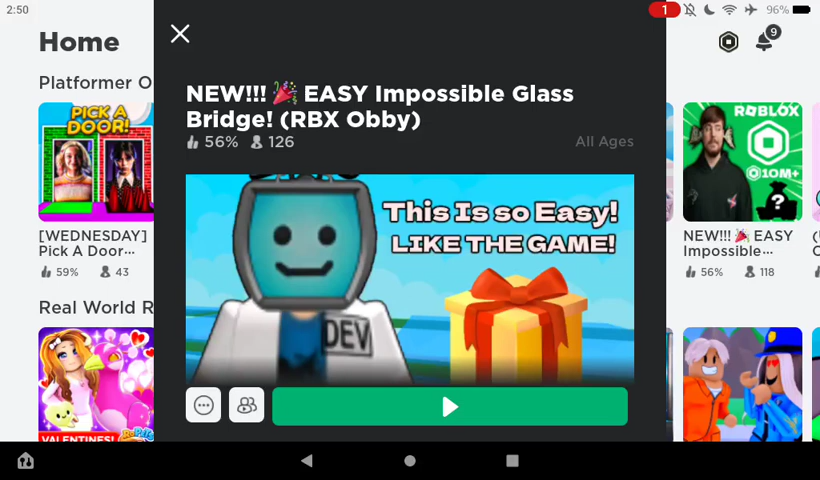 2:50
1
96%
Home
9
Platformer O
PICK A
DOOR!
[WEDNESDAY]
Pick A Door...
59% 43
Real World R
VALENTINES!
NEW!!! 🎉 EASY Impossible Glass
Bridge! (RBX Obby)
56% 126
All Ages
This Is so Easy!
LIKE THE GAME!
DEV
ROBLOX
10M+
?
NEW!!! 🎉 EASY
Impossible...
56% 118